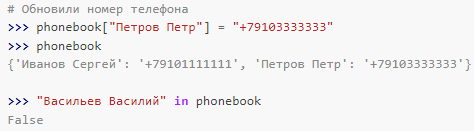 # Обновили номер телефона
>>> phonebook["Петров Петр"] = "+79103333333"
>>> phonebook
{'Иванов Сергей': '+79101111111', 'Петров Петр': '+79103333333'}
>>> "Васильев Василий" in phonebook
False